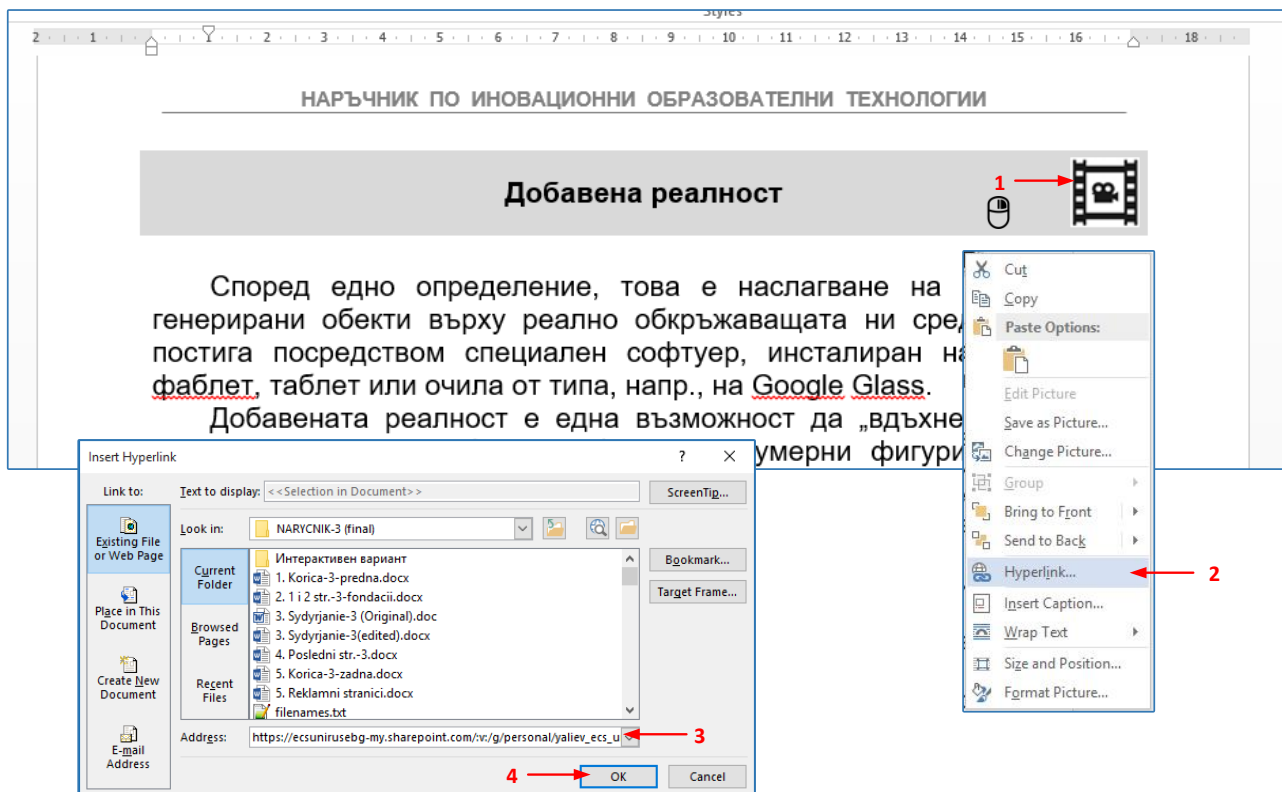 Styles
2 1 2 3 4 5 6 7 8 9 10 11 12 13 14 15 16 18
НАРЪЧНИК ПО ИНОВАЦИОННИ ОБРАЗОВАТЕЛНИ ТЕХНОЛОГИИ
Добавена реалност
1
Според едно определение, това е наслагване на
генерирани обекти върху реално обкръжаващата ни сред
постига посредством специален софтуер, инсталиран на
фаблет, таблет или очила от типа, напр., на Google Glass.
Добавената реалност е една възможност да „вдъхне
умерни фигури
Cut
Copy
Paste Options:
Edit Picture
Save as Picture...
Change Picture...
Group
Bring to Front
Send to Back
Hyperlink...
2
Insert Caption...
Wrap Text
Size and Position...
Format Picture...
Insert Hyperlink ? ×
Link to:
Text to display: <<Selection in Document>>
ScreenTip...
Existing File or Web Page
Look in: NARYCNIK-3 (final)
Bookmark...
Target Frame...
Place in This Document
Create New Document
E-mail Address
Current Folder
Browsed Pages
Recent Files
Интерактивен вариант
1. Korica-3-predna.docx
2. 1 i 2 str.-3-fondacii.docx
3. Sydyrjanie-3 (Original).doc
3. Sydyrjanie-3(edited).docx
4. Posledni str.-3.docx
5. Korica-3-zadna.docx
5. Reklamni stranici.docx
filenames.txt
Address: https://ecsunirusebg-my.sharepoint.com/:v:/g/personal/yaliev_ecs_u
3
4
OK
Cancel